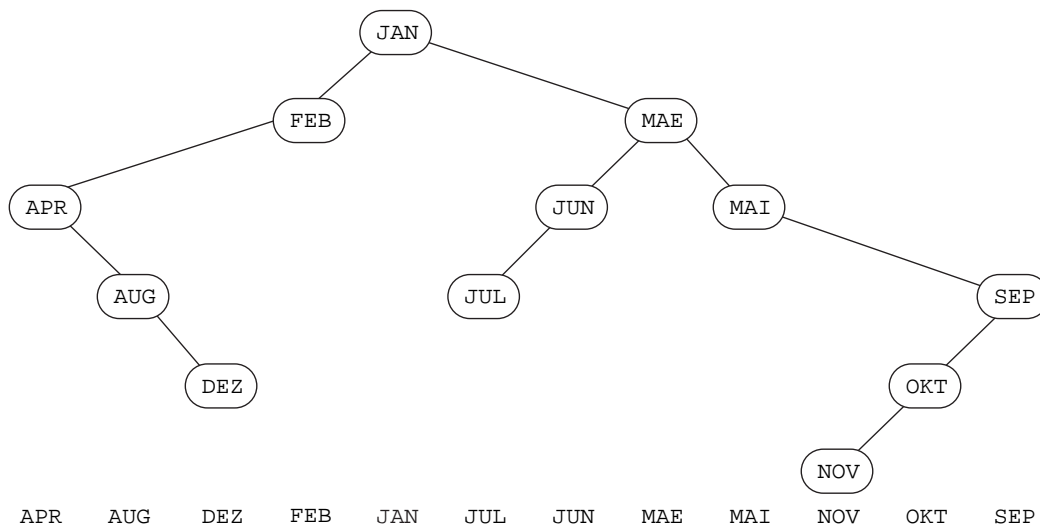 JAN
FEB MAE
APR JUN MAI
AUG JUL SEP
DEZ OKT
NOV
APR AUG DEZ FEB JAN JUL JUN MAE MAI NOV OKT SEP